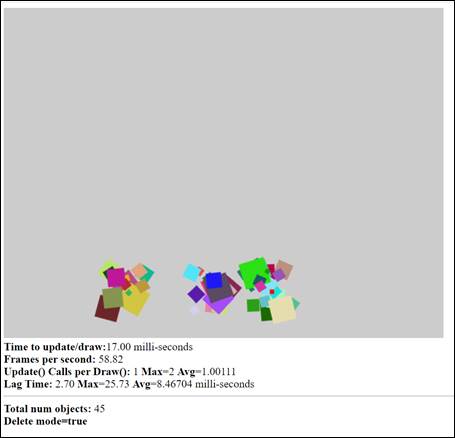 Time to update/draw:17.00 milli-seconds
Frames per second: 58.82
Update() Calls per Draw(): 1 Max=2 Avg=1.00111
Lag Time: 2.70 Max=25.73 Avg=8.46704 milli-seconds
Total num objects: 45
Delete mode=true